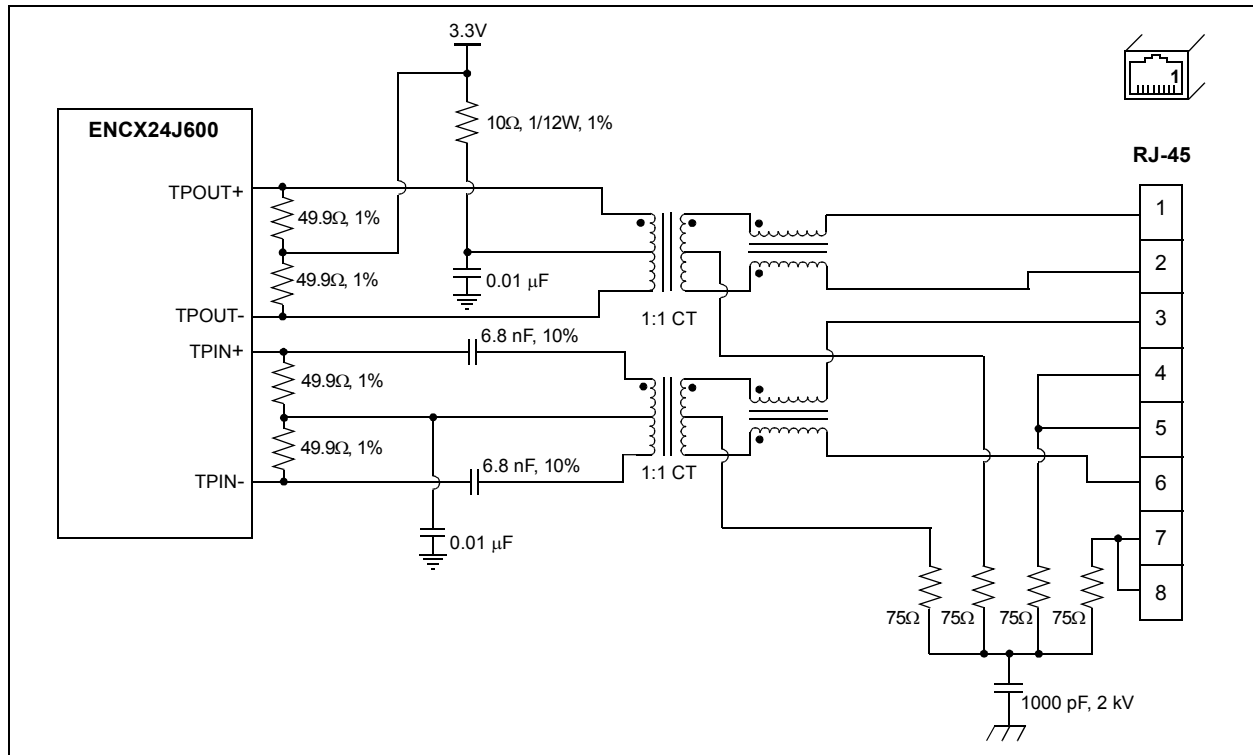 3.3V
1
ENCX24J600
10Ω, 1/12W, 1%
RJ-45
TPOUT+
49.9Ω, 1%
1
49.9Ω, 1%
0.01 μF
2
TPOUT-
1:1 CT
3
TPIN+
6.8 nF, 10%
49.9Ω, 1%
4
49.9Ω, 1%
5
6.8 nF, 10%
TPIN-
1:1 CT
6
0.01 μF
7
8
75Ω
75Ω
75Ω
75Ω
1000 pF, 2 kV